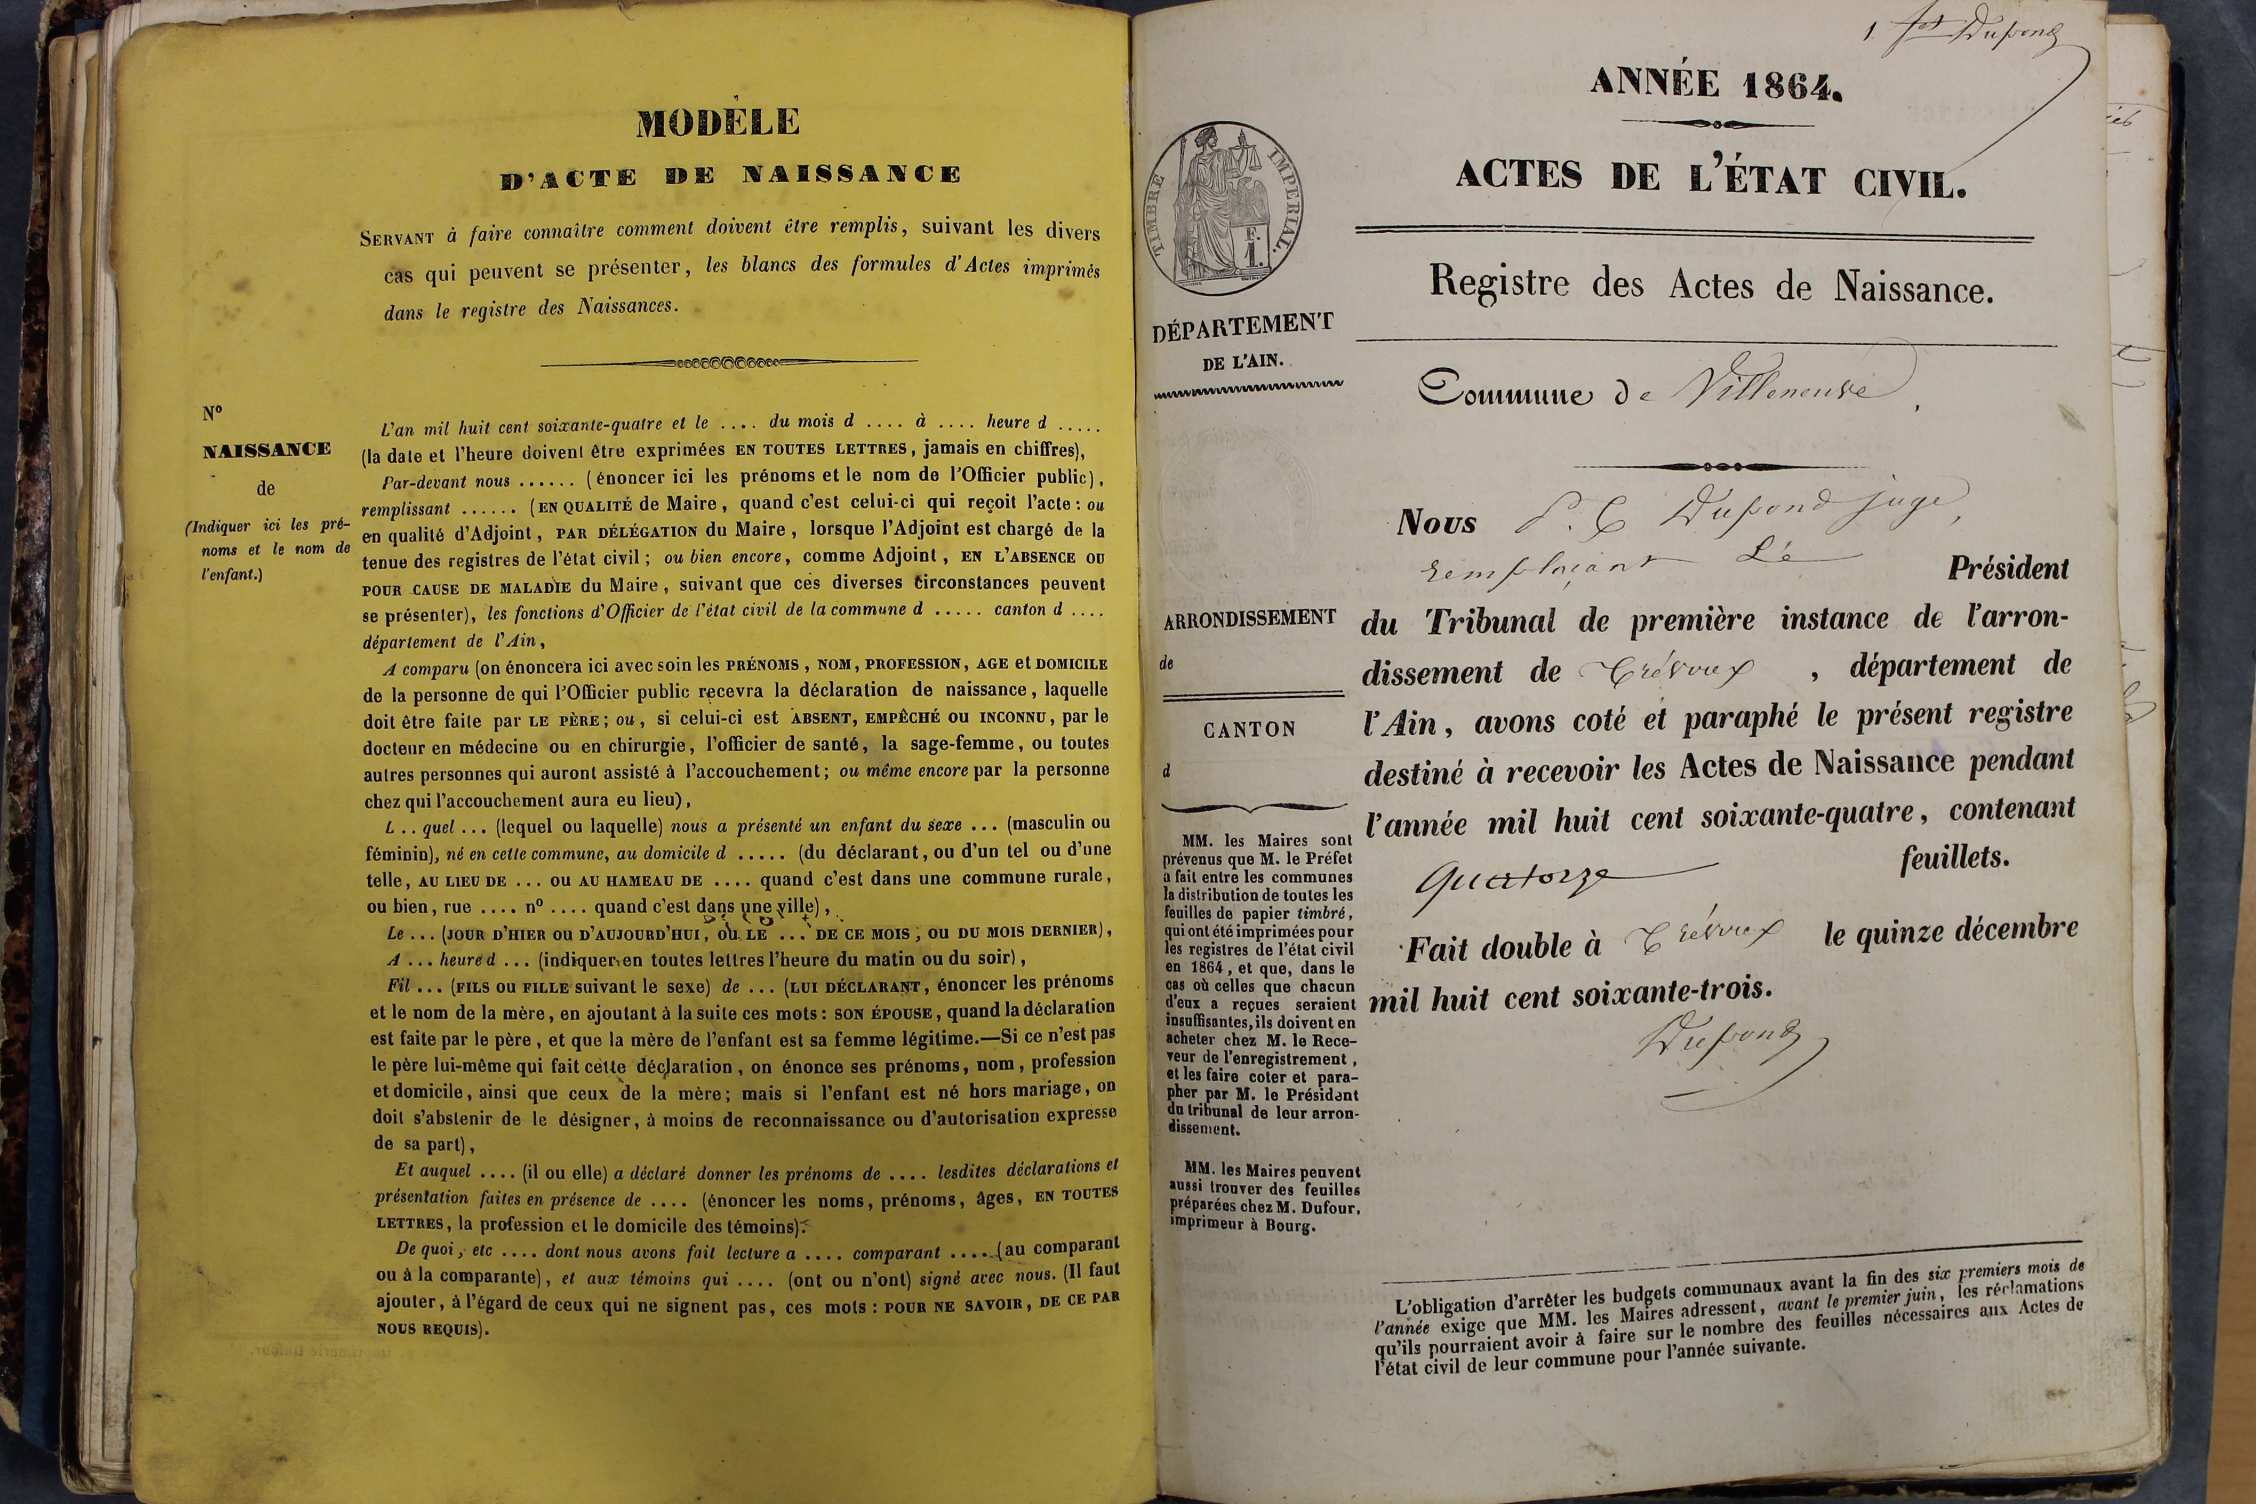 MODÈLE
D'ACTE DE NAISSANCE
SERVANT à faire connaître comment doivent être remplis, suivant les divers
cas qui peuvent se présenter, les blancs des formules d'Actes imprimés
dans le registre des Naissances.
No
NAISSANCE
de
(Indiquer ici les pré-
noms et le nom de
l'enfant.)
L'an mil huit cent soixante-quatre et le .... du mois d .... à .... heure d .....
(la date et l'heure doivent être exprimées EN TOUTES LETTRES, jamais en chiffres),
Par-devant nous ...... (énoncer ici les prénoms et le nom de l'Officier public),
remplissant ...... (EN QUALITÉ de Maire, quand c'est celui-ci qui reçoit l'acte : ou
en qualité d'Adjoint, PAR DÉLÉGATION du Maire, lorsque l'Adjoint est chargé de la
tenue des registres de l'état civil ; ou bien encore, comme Adjoint, EN L'ABSENCE OU
POUR CAUSE DE MALADIE du Maire, suivant que ces diverses circonstances peuvent
se présenter), les fonctions d'Officier de l'état civil de la commune d ..... canton d ....
département de l'Ain,
A comparu (on énoncera ici avec soin les PRÉNOMS, NOM, PROFESSION, AGE et DOMICILE
de la personne de qui l'Officier public recevra la déclaration de naissance, laquelle
doit être faite par LE PÈRE; ou, si celui-ci est ABSENT, EMPÊCHÉ OU INCONNU, par le
docteur en médecine ou en chirurgie, l'officier de santé, la sage-femme, ou toutes
autres personnes qui auront assisté à l'accouchement; ou même encore par la personne
chez qui l'accouchement aura eu lieu),
L .. quel ... (lequel ou laquelle) nous a présenté un enfant du sexe ... (masculin ou
féminin), né en cette commune, au domicile d ..... (du déclarant, ou d'un tel ou d'une
telle, AU LIEU DE ... OU AU HAMEAU DE .... quand c'est dans une commune rurale,
ou bien, rue .... no .... quand c'est dans une ville),
Le ... (JOUR D'HIER OU D'AUJOURD'HUI, OU LE ... DE CE MOIS, OU DU MOIS DERNIER),
A ... heure d ... (indiquer en toutes lettres l'heure du matin ou du soir),
Fil ... (FILS OU FILLE suivant le sexe) de ... (LUI DÉCLARANT, énoncer les prénoms
et le nom de la mère, en ajoutant à la suite ces mots : SON ÉPOUSE, quand la déclaration
est faite par le père, et que la mère de l'enfant est sa femme légitime.—Si ce n'est pas
le père lui-même qui fait cette déclaration, on énonce ses prénoms, nom, profession
et domicile, ainsi que ceux de la mère; mais si l'enfant est né hors mariage, on
doit s'abstenir de le désigner, à moins de reconnaissance ou d'autorisation expresse
de sa part),
Et auquel .... (il ou elle) a déclaré donner les prénoms de .... lesdites déclarations et
présentation faites en présence de .... (énoncer les noms, prénoms, âges, EN TOUTES
LETTRES, la profession et le domicile des témoins).
De quoi, etc .... dont nous avons fait lecture a .... comparant .... (au comparant
ou à la comparante), et aux témoins qui .... (ont ou n'ont) signé avec nous. (Il faut
ajouter, à l'égard de ceux qui ne signent pas, ces mots : POUR NE SAVOIR, DE CE PAR
NOUS REQUIS).
1 Dupond
ANNÉE 1864.
ACTES DE L'ÉTAT CIVIL.
Registre des Actes de Naissance.
TIMBRE IMPERIAL.
F.
1.
DÉPARTEMENT
DE L'AIN.
Commune de Villeneuve
Nous P. C Dupond juge,
remplaçant Le Président
du Tribunal de première instance de l'arron-
dissement de Trévoux, département de
l'Ain, avons coté et paraphé le présent registre
destiné à recevoir les Actes de Naissance pendant
l'année mil huit cent soixante-quatre, contenant
quatorze feuillets.
Fait double à Trévoux le quinze décembre
mil huit cent soixante-trois.
Dupond
ARRONDISSEMENT
de
CANTON
d
MM. les Maires sont
prévenus que M. le Préfet
a fait entre les communes
la distribution de toutes les
feuilles de papier timbré,
qui ont été imprimées pour
les registres de l'état civil
en 1864, et que, dans le
cas où celles que chacun
d'eux a reçues seraient
insuffisantes, ils doivent en
acheter chez M. le Rece-
veur de l'enregistrement,
et les faire coter et para-
pher par M. le Président
du tribunal de leur arron-
dissement.
MM. les Maires peuvent
aussi trouver des feuilles
préparées chez M. Dufour,
imprimeur à Bourg.
L'obligation d'arrêter les budgets communaux avant la fin des six premiers mois de
l'année exige que MM. les Maires adressent, avant le premier juin, les réclamations
qu'ils pourraient avoir à faire sur le nombre des feuilles nécessaires aux Actes de
l'état civil de leur commune pour l'année suivante.